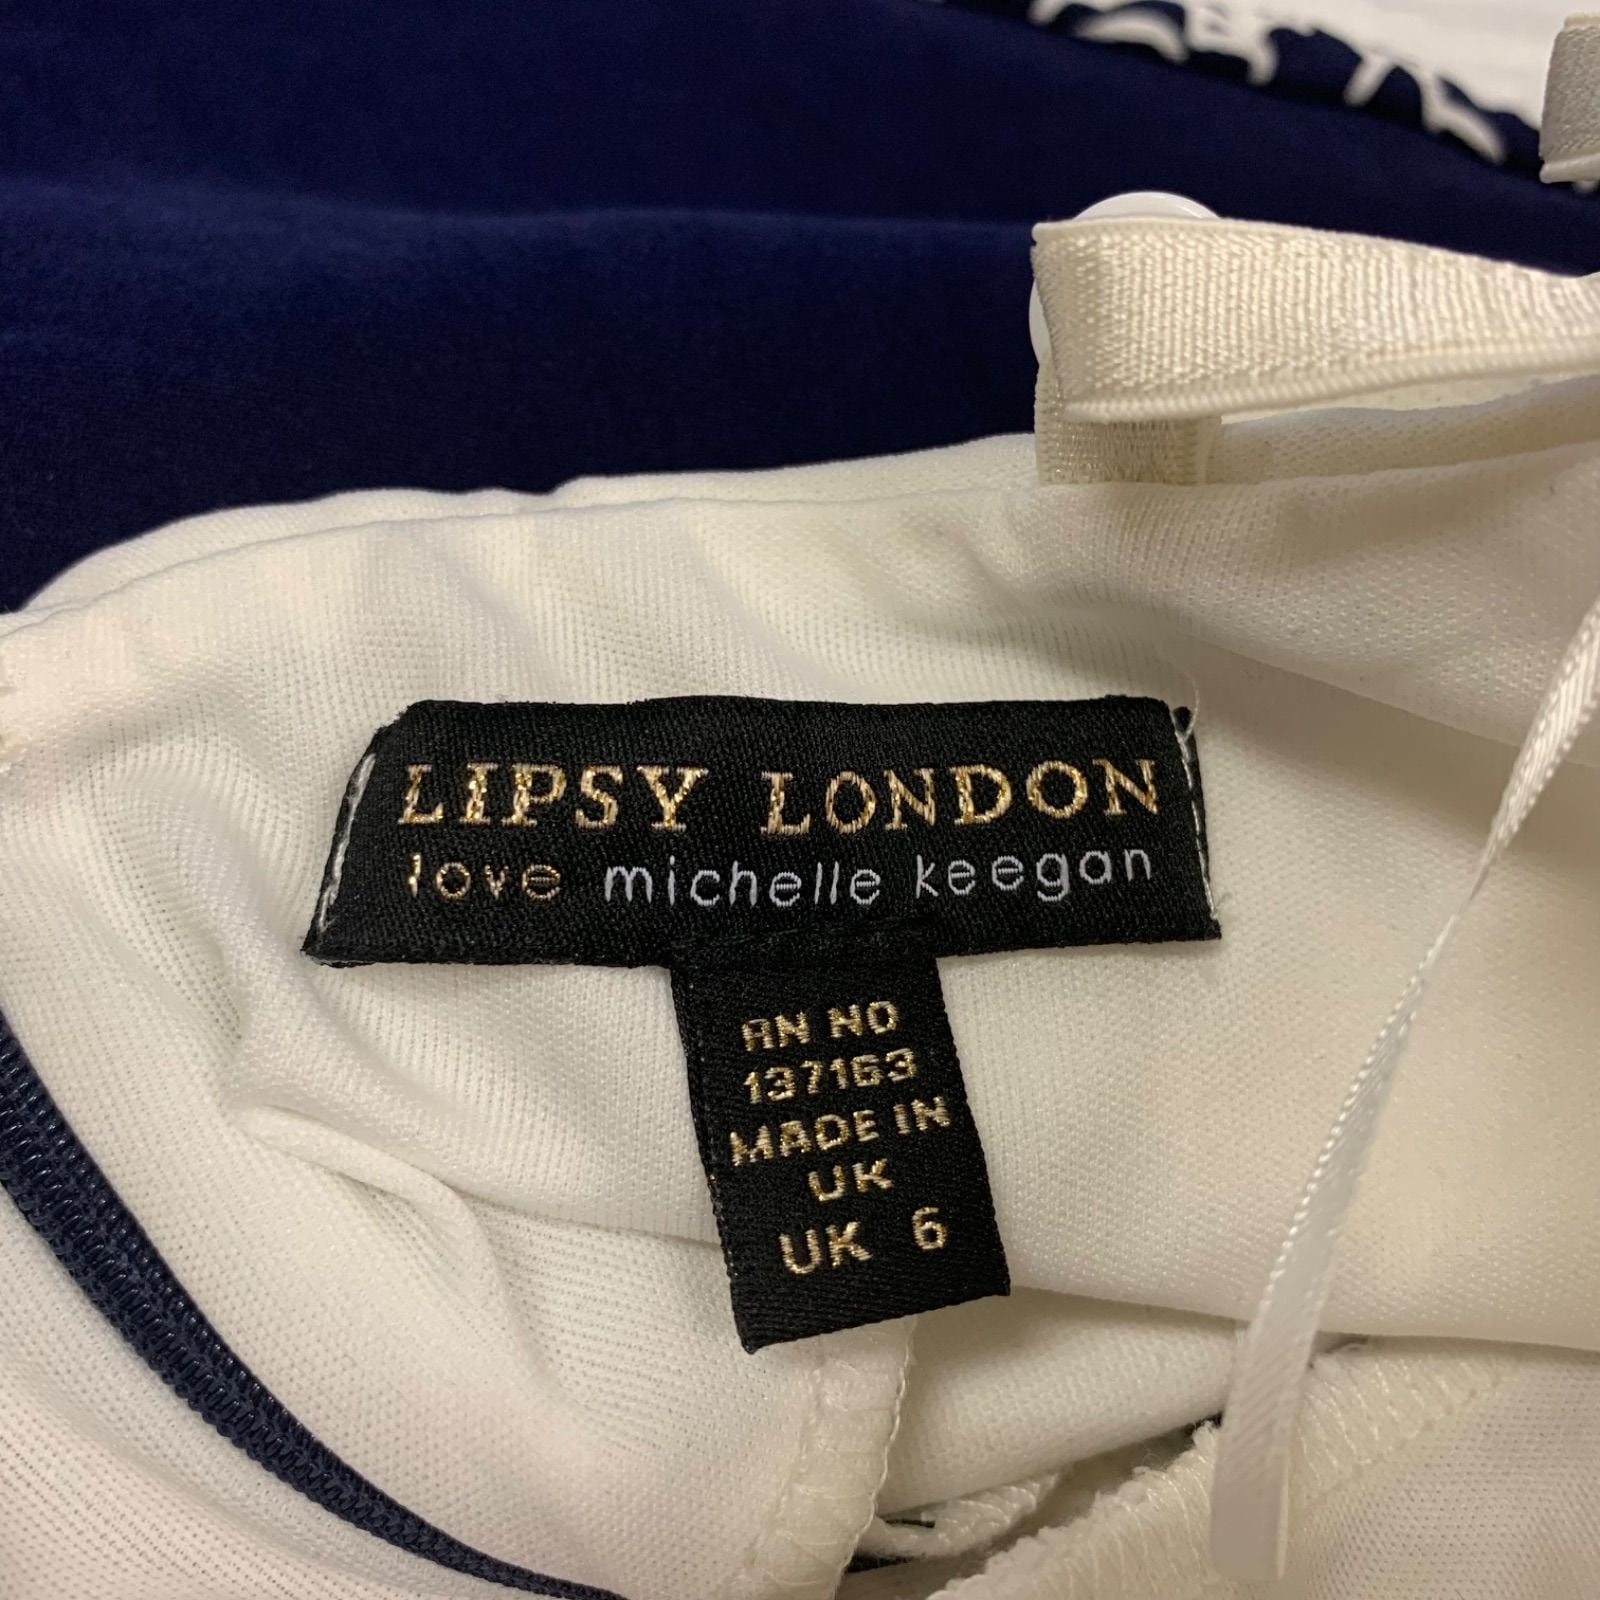 LIPSY LONDON
love michelle keegan
RN NO
137163
MADE IN
UK
UK 6